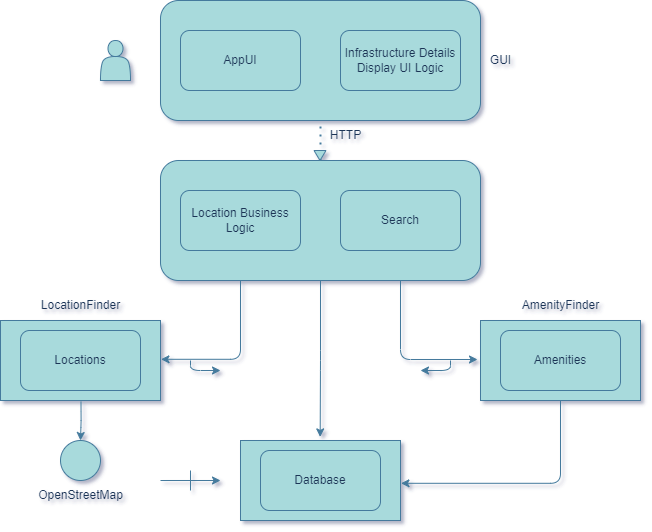 AppUI
Infrastructure Details
Display UI Logic
GUI
HTTP
Location Business
Logic
Search
LocationFinder
AmenityFinder
Locations
Amenities
Database
OpenStreetMap